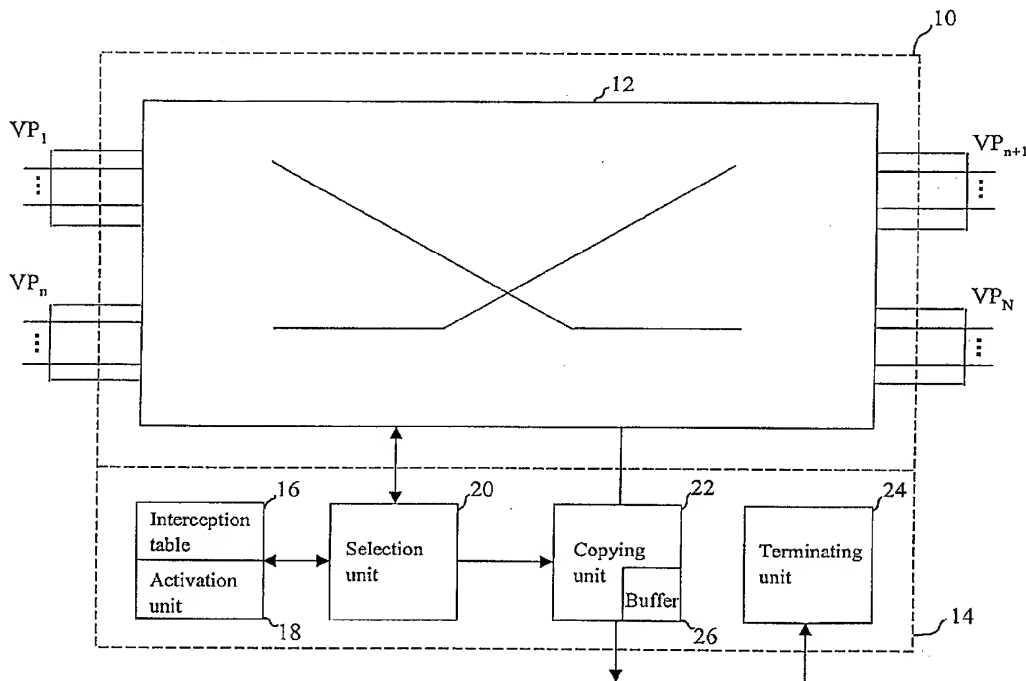 10
12
VP1
VPn+1
VPn
VPN
16
20
22
24
Interception
table
Activation
unit
18
Selection
unit
Copying
unit
Buffer
26
Terminating
unit
14